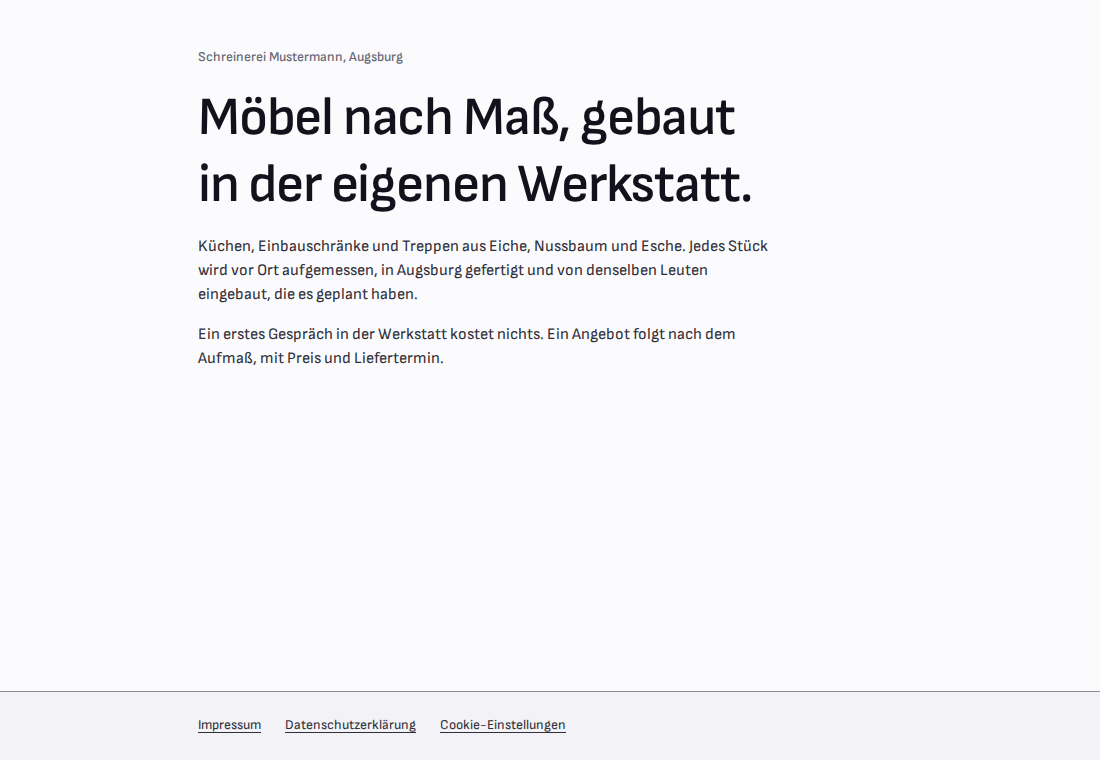 Schreinerei Mustermann, Augsburg
Möbel nach Maß, gebaut
in der eigenen Werkstatt.
Küchen, Einbauschränke und Treppen aus Eiche, Nussbaum und Esche. Jedes Stück
wird vor Ort aufgemessen, in Augsburg gefertigt und von denselben Leuten
eingebaut, die es geplant haben.
Ein erstes Gespräch in der Werkstatt kostet nichts. Ein Angebot folgt nach dem
Aufmaß, mit Preis und Liefertermin.
Impressum Datenschutzerklärung Cookie-Einstellungen